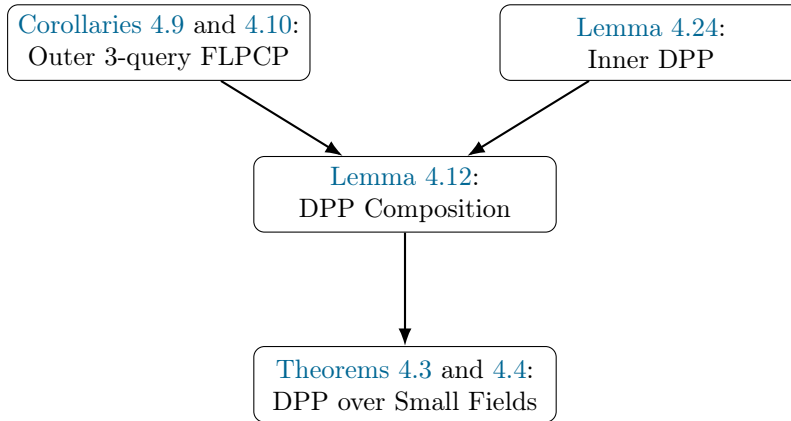 Corollaries 4.9 and 4.10:
Outer 3-query FLPCP
Lemma 4.24:
Inner DPP
Lemma 4.12:
DPP Composition
Theorems 4.3 and 4.4:
DPP over Small Fields